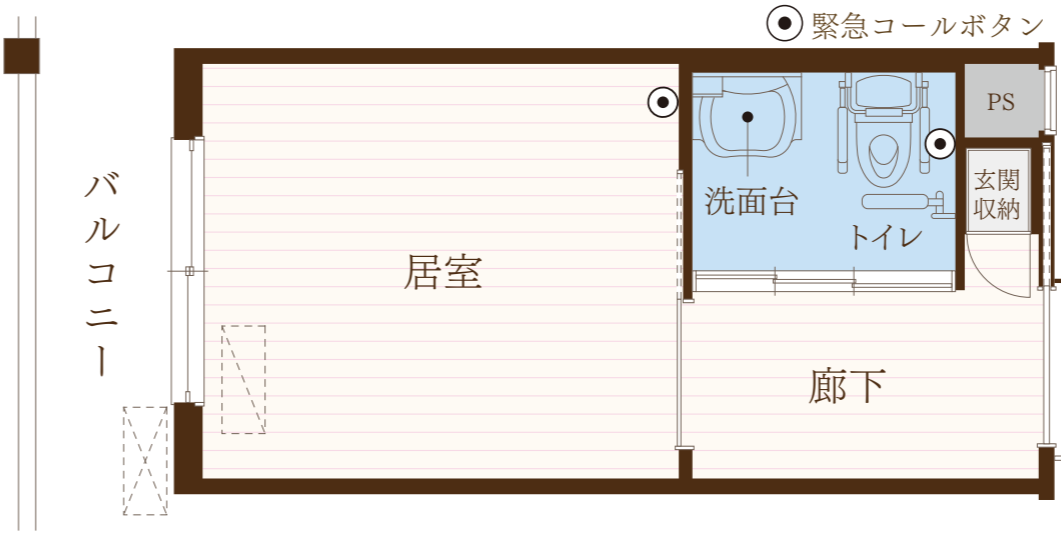 緊急コールボタン
PS
バルコニー
洗面台
玄関
収納
トイレ
居室
廊下